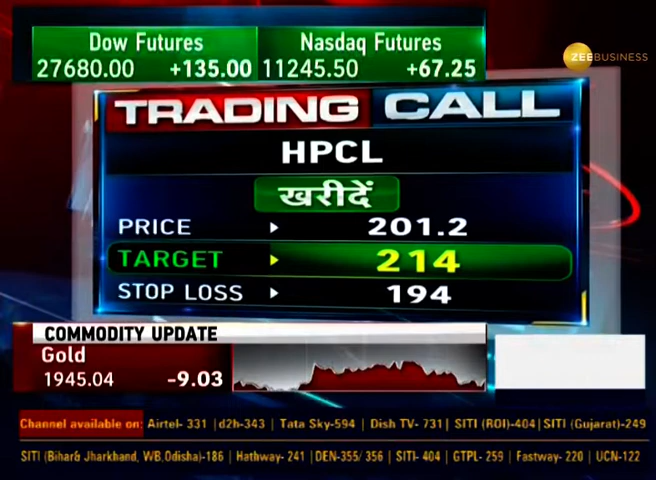 Dow Futures Nasdaq Futures
27680.00 +135.00 11245.50 +67.25
ZEEBUSINESS
TRADING CALL
HPCL
खरीदें
PRICE 201.2
TARGET 214
STOP LOSS 194
COMMODITY UPDATE
Gold
1945.04 -9.03
Channel available on: Airtel- 331 | d2h-343 | Tata Sky-594 | Dish TV- 731 | SITI (ROI)-404 | SITI (Gujarat)-249
SITI (Bihar& Jharkhand, WB,Odisha)-186 | Hathway- 241 | DEN-355/ 356 | SITI- 404 | GTPL- 259 | Fastway- 220 | UCN-122